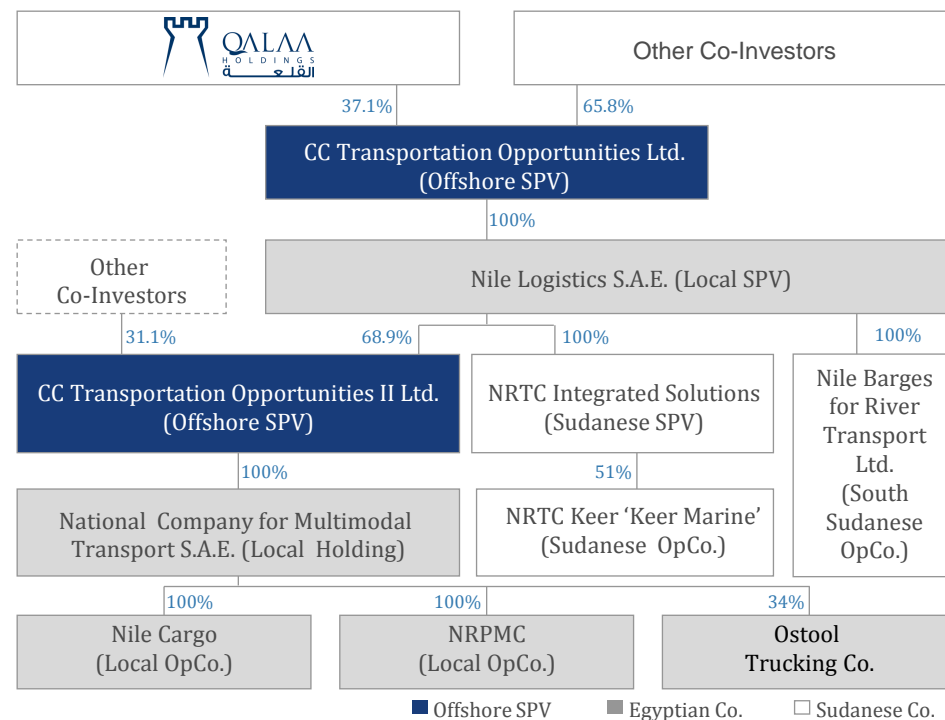 QALAA
HOLDINGS
القلعة
Other Co-Investors
37.1%
65.8%
CC Transportation Opportunities Ltd.
(Offshore SPV)
100%
Other
Co-Investors
Nile Logistics S.A.E. (Local SPV)
31.1%
68.9%
100%
100%
CC Transportation Opportunities II Ltd.
(Offshore SPV)
NRTC Integrated Solutions
(Sudanese SPV)
Nile Barges
for River
Transport
Ltd.
(South
Sudanese
OpCo.)
100%
51%
National Company for Multimodal
Transport S.A.E. (Local Holding)
NRTC Keer ‘Keer Marine’
(Sudanese OpCo.)
100%
100%
34%
Nile Cargo
(Local OpCo.)
NRPMC
(Local OpCo.)
Ostool
Trucking Co.
Offshore SPV
Egyptian Co.
Sudanese Co.